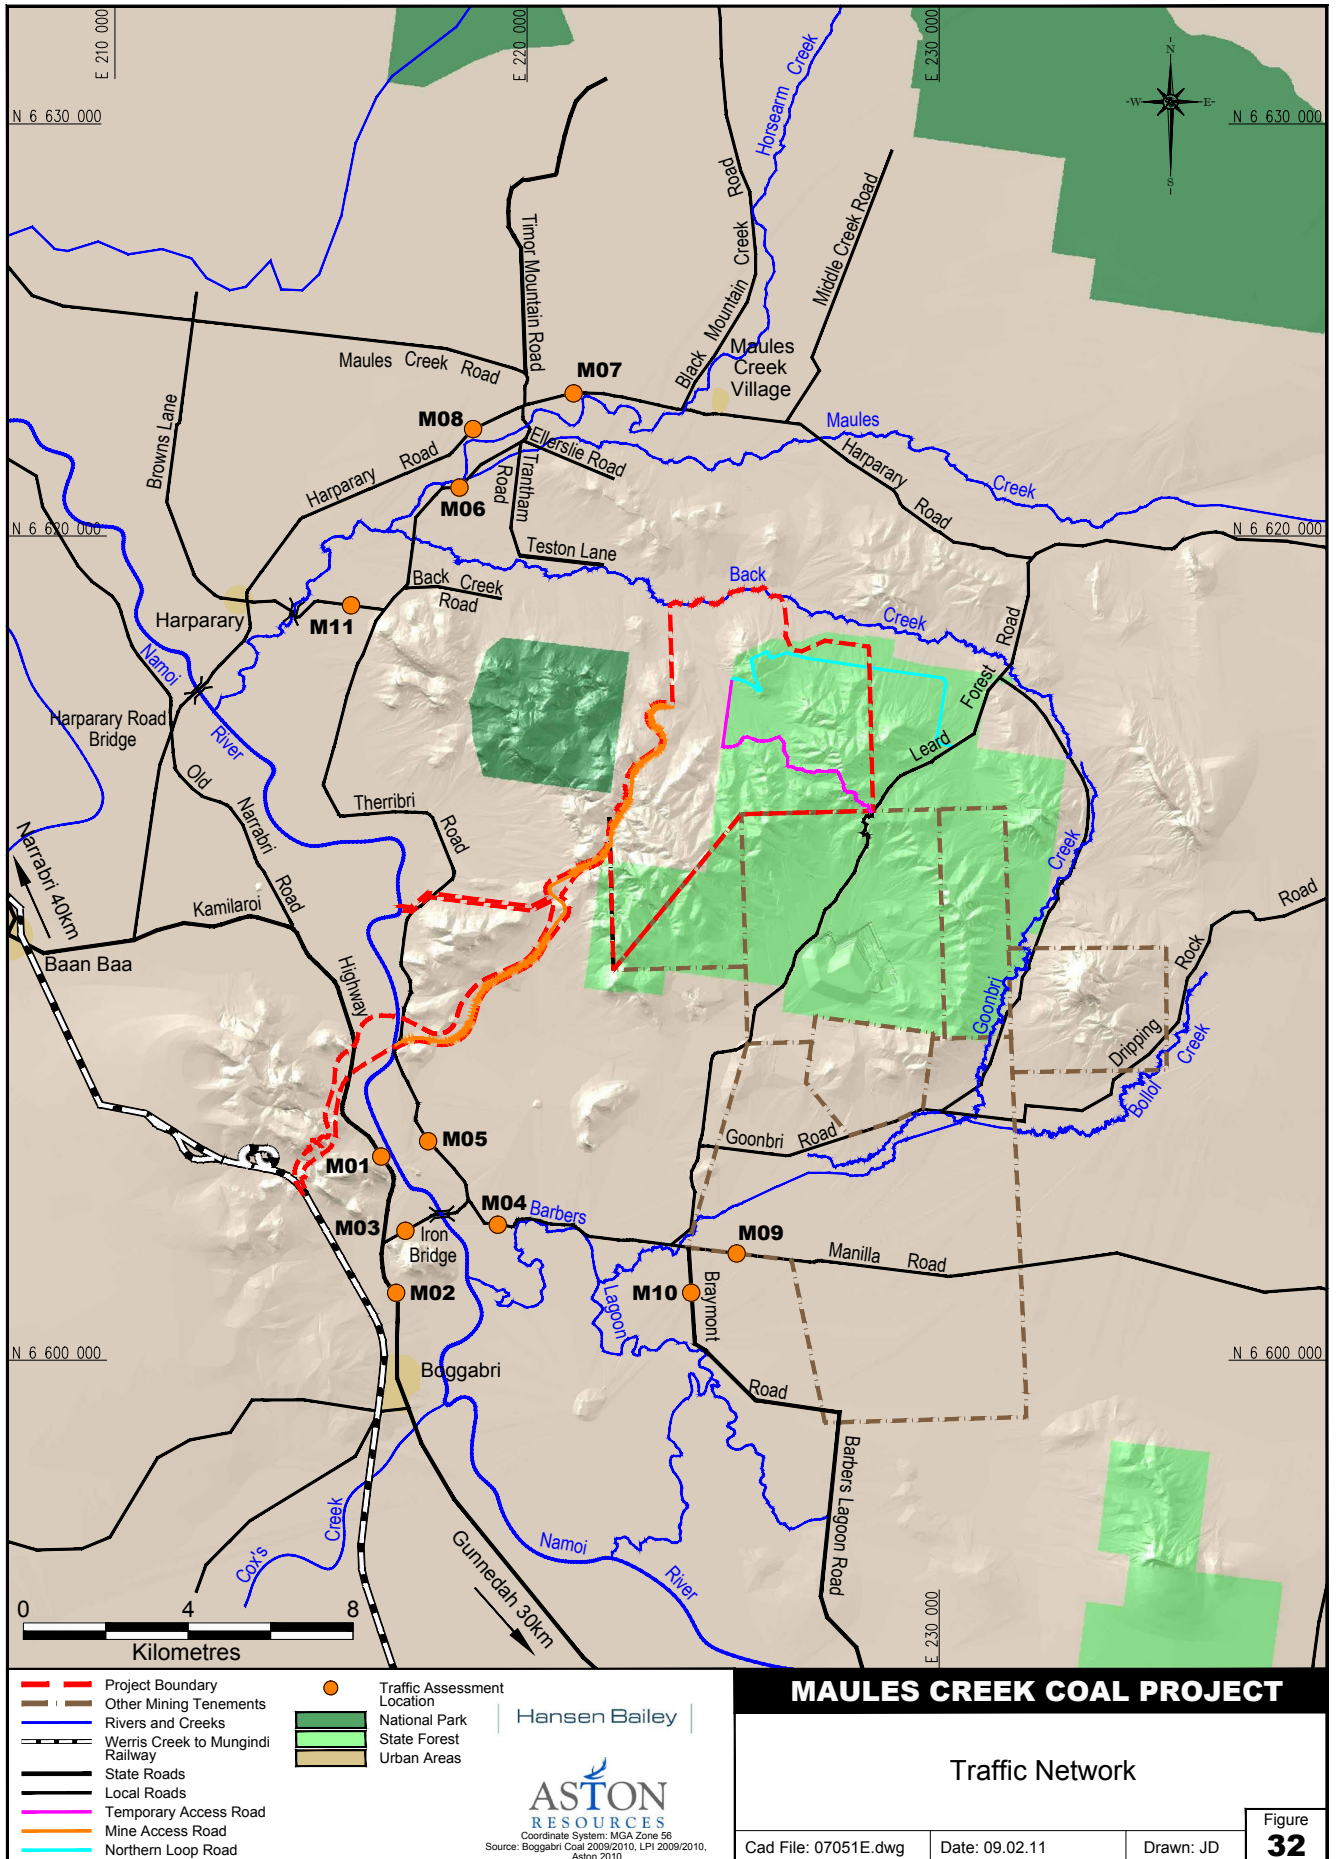 E 210 000
E 220 000
E 230 000
N 6 630 000
N 6 630 000
N
-W-
-E-
S
Horsearm Creek
Black Mountain Creek Road
Middle Creek Road
Timor Mountain Road
Maules Creek Road
Maules
Creek
Village
M07
M08
Browns Lane
Harparary Road
Ellerslie Road
Trantham
Road
M06
Maules
Creek
Harparary
Road
N 6 620 000
N 6 620 000
Teston Lane
Back Creek
Road
Back
Creek
Harparary
M11
Namoi
River
Harparary Road
Bridge
Forest Road
Leard
Old
Narrabri
Road
Therribri
Road
Narrabri 40km
Kamilaroi
Highway
Baan Baa
Creek
Goonbri
Road
Rock
Dripping
Creek
Bollol
Goonbri Road
M05
M01
M04
Barbers
M03
Iron
Bridge
M09
Manilla Road
M02
M10
Braymont
Lagoon
N 6 600 000
N 6 600 000
Boggabri
Road
Barbers Lagoon Road
Cox's
Creek
Gunnedah 30km
Namoi
River
E 230 000
0 4 8
Kilometres
Project Boundary
Other Mining Tenements
Rivers and Creeks
Werris Creek to Mungindi
Railway
State Roads
Local Roads
Temporary Access Road
Mine Access Road
Northern Loop Road
Traffic Assessment
Location
National Park
State Forest
Urban Areas
Hansen Bailey
ASTON
RESOURCES
Coordinate System: MGA Zone 56
Source: Boggabri Coal 2009/2010, LPI 2009/2010,
Aston 2010
MAULES CREEK COAL PROJECT
Traffic Network
Cad File: 07051E.dwg
Date: 09.02.11
Drawn: JD
Figure
32